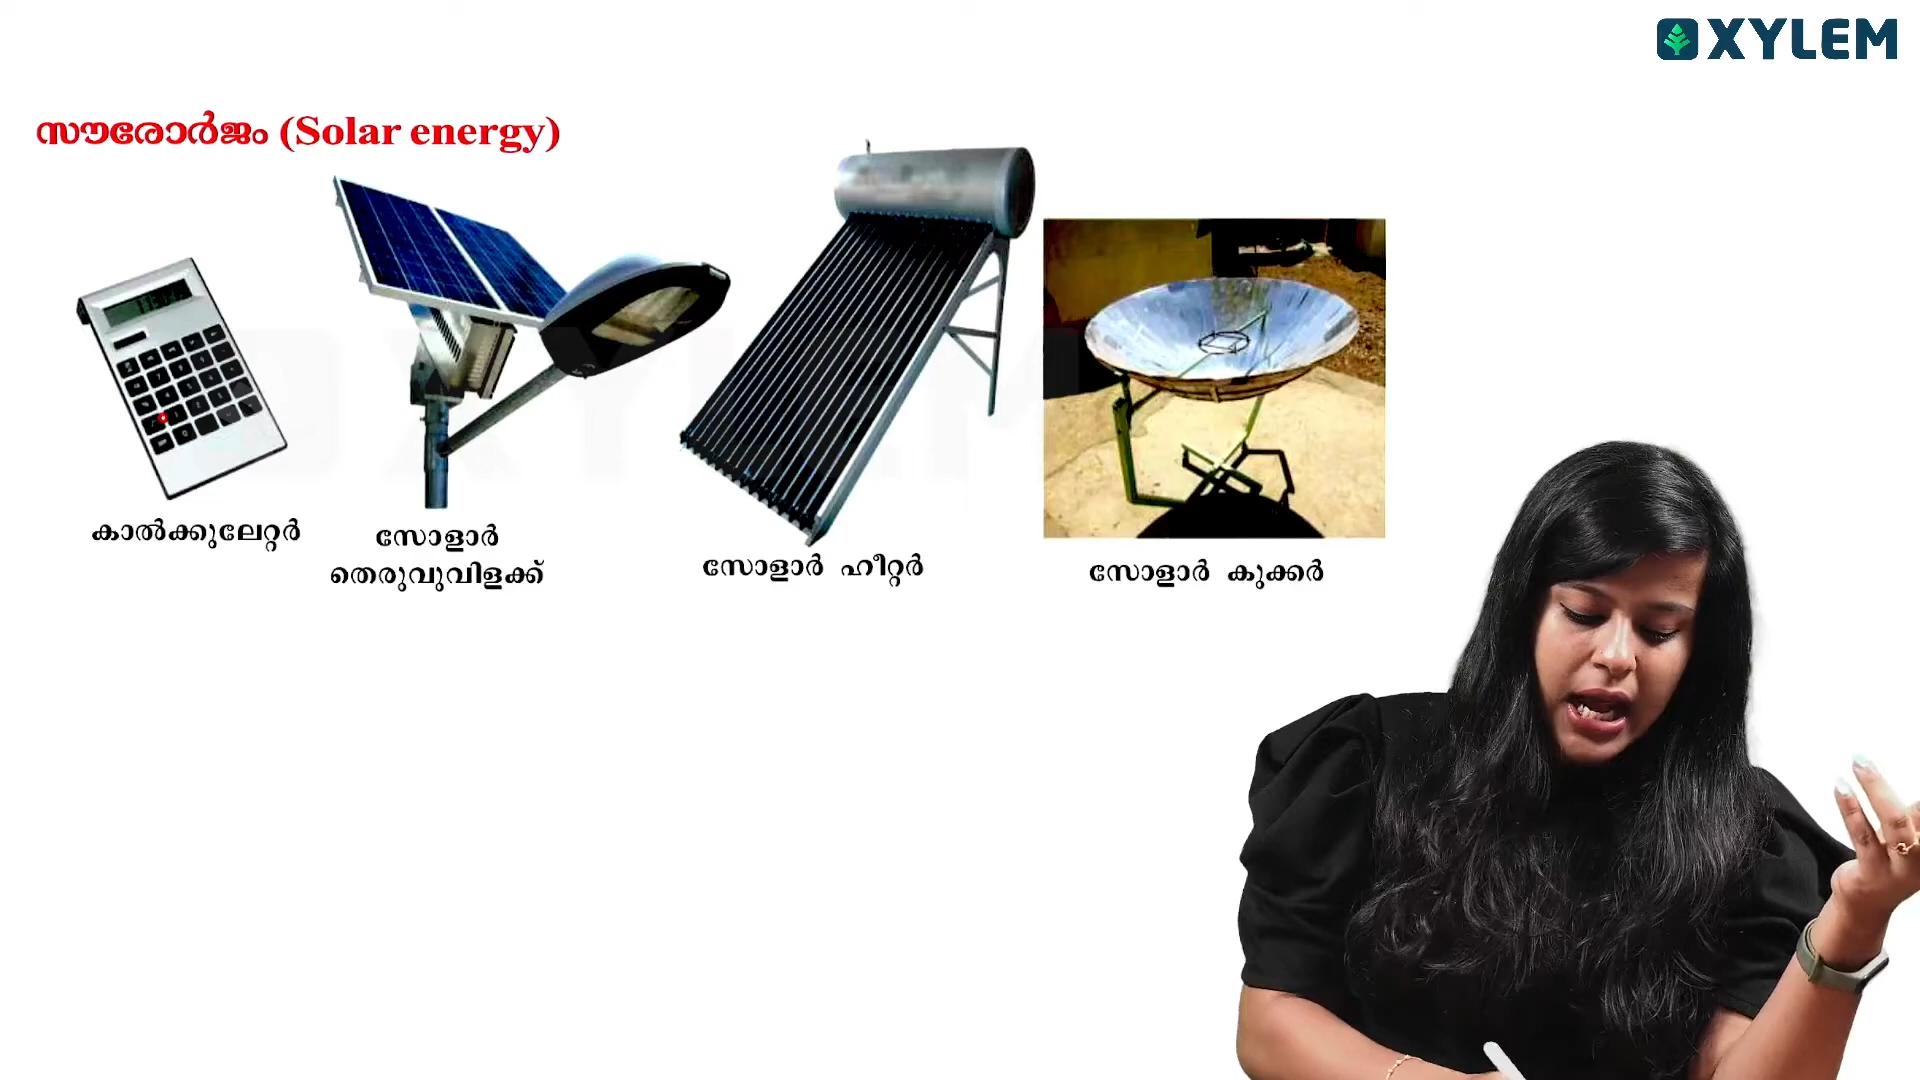 XYLEM
സൗരോർജം (Solar energy)
കാൽക്കുലേറ്റർ
സോളാർ
തെരുവുവിളക്ക്
സോളാർ ഹീറ്റർ
സോളാർ കുക്കർ